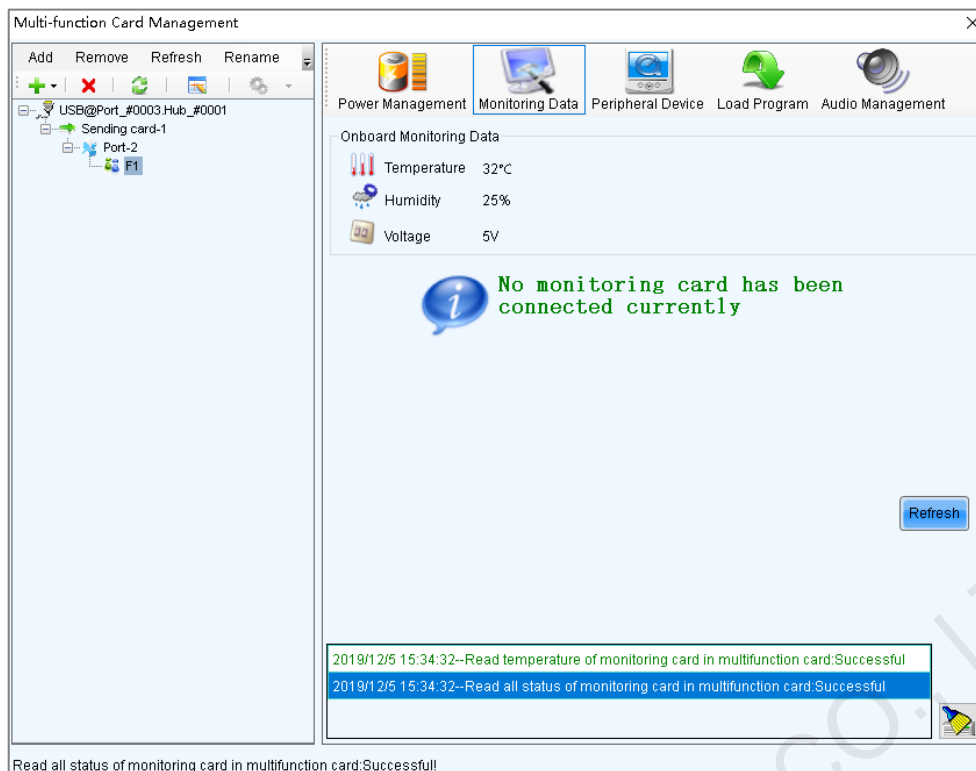 Multi-function Card Management
Add Remove Refresh Rename
USB@Port_#0003.Hub_#0001
Sending card-1
Port-2
F1
Power Management Monitoring Data Peripheral Device Load Program Audio Management
Onboard Monitoring Data
Temperature 32°C
Humidity 25%
Voltage 5V
No monitoring card has been
connected currently
Refresh
2019/12/5 15:34:32--Read temperature of monitoring card in multifunction card:Successful
2019/12/5 15:34:32--Read all status of monitoring card in multifunction card:Successful
Read all status of monitoring card in multifunction card:Successful!